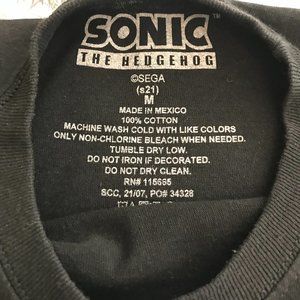 SONIC™
THE HEDGEHOG
©SEGA
(s21)
M
MADE IN MEXICO
100% COTTON
MACHINE WASH COLD WITH LIKE COLORS
ONLY NON-CHLORINE BLEACH WHEN NEEDED.
TUMBLE DRY LOW.
DO NOT IRON IF DECORATED.
DO NOT DRY CLEAN.
RN# 115695
SCC, 21/07, PO# 34328